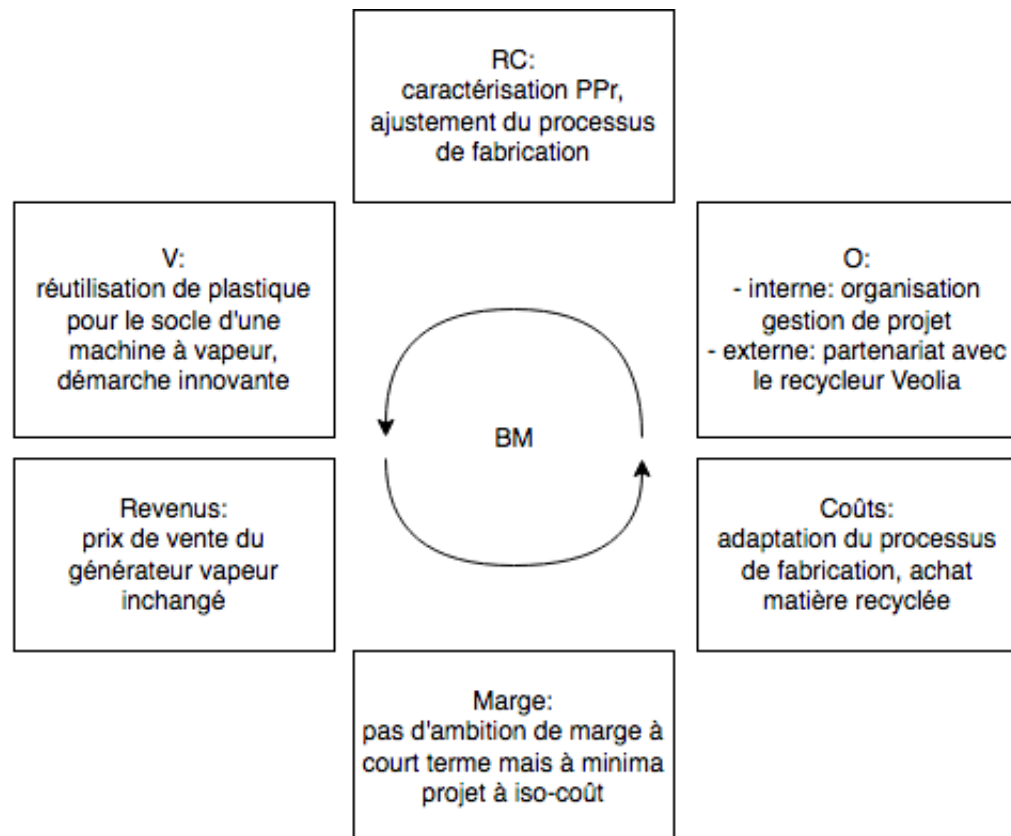 RC:
caractérisation PPr,
ajustement du processus
de fabrication
V:
réutilisation de plastique
pour le socle d'une
machine à vapeur,
démarche innovante
O:
- interne: organisation
gestion de projet
- externe: partenariat avec
le recycleur Veolia
BM
Revenus:
prix de vente du
générateur vapeur
inchangé
Coûts:
adaptation du processus
de fabrication, achat
matière recyclée
Marge:
pas d'ambition de marge à
court terme mais à minima
projet à iso-coût